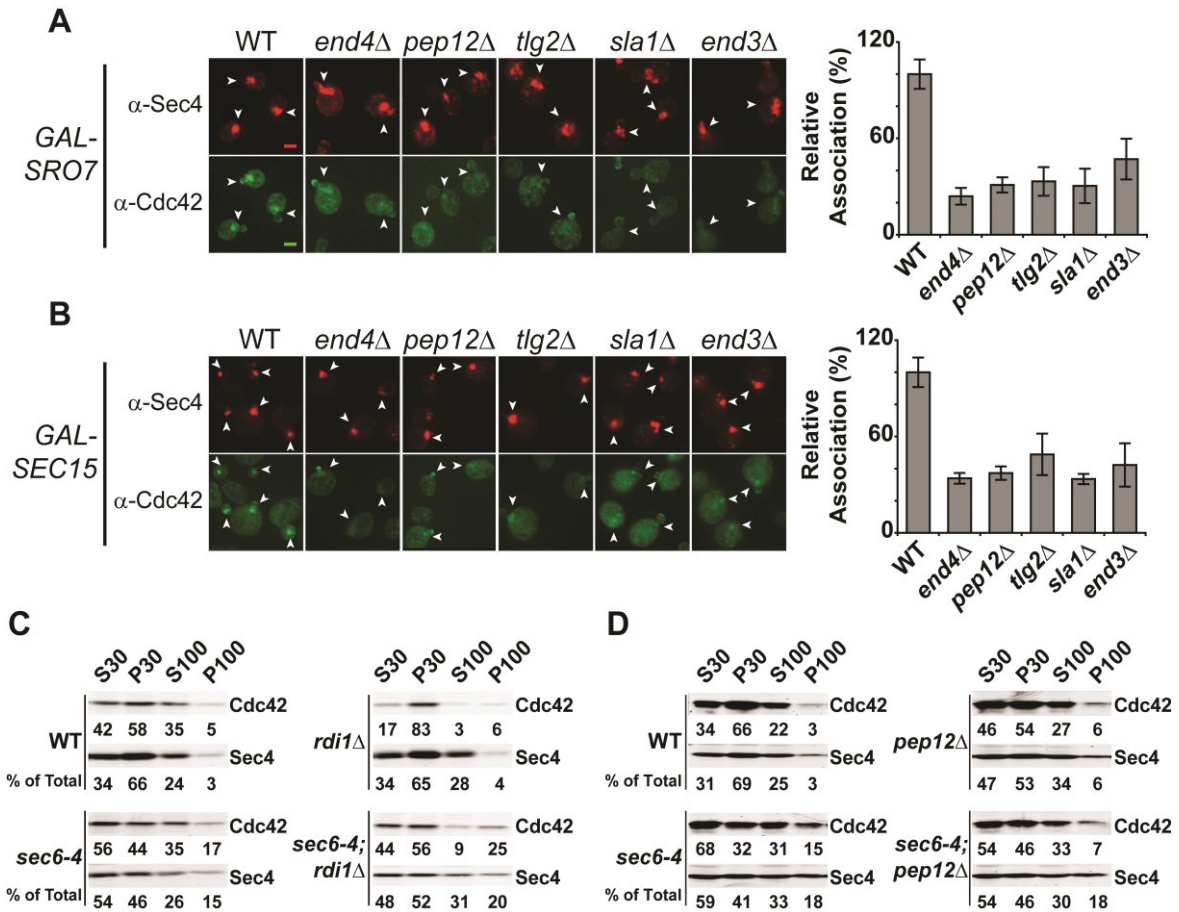 A
WT end4Δ pep12Δ tlg2Δ sla1Δ end3Δ
GAL-
SRO7
α-Sec4
α-Cdc42
Relative
Association (%)
120
60
0
WT end4Δ pep12Δ tlg2Δ sla1Δ end3Δ
B
WT end4Δ pep12Δ tlg2Δ sla1Δ end3Δ
GAL-
SEC15
α-Sec4
α-Cdc42
Relative
Association (%)
120
60
0
WT end4Δ pep12Δ tlg2Δ sla1Δ end3Δ
C
S30 P30 S100 P100
WT
Cdc42
42 58 35 5
Sec4
% of Total 34 66 24 3
sec6-4
Cdc42
56 44 35 17
Sec4
% of Total 54 46 26 15
S30 P30 S100 P100
rdi1Δ
Cdc42
17 83 3 6
Sec4
34 65 28 4
sec6-4;
rdi1Δ
Cdc42
44 56 9 25
Sec4
48 52 31 20
D
S30 P30 S100 P100
WT
Cdc42
34 66 22 3
Sec4
% of Total 31 69 25 3
sec6-4
Cdc42
68 32 31 15
Sec4
% of Total 59 41 33 18
S30 P30 S100 P100
pep12Δ
Cdc42
46 54 27 6
Sec4
47 53 34 6
sec6-4;
pep12Δ
Cdc42
54 46 33 7
Sec4
54 46 30 18